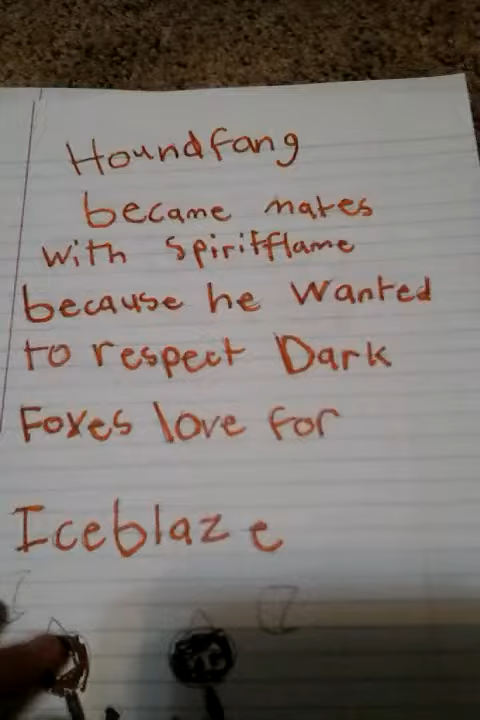 Houndfang
became mates
with Spiritflame
because he wanted
to respect Dark
Foxes love for
Iceblaze